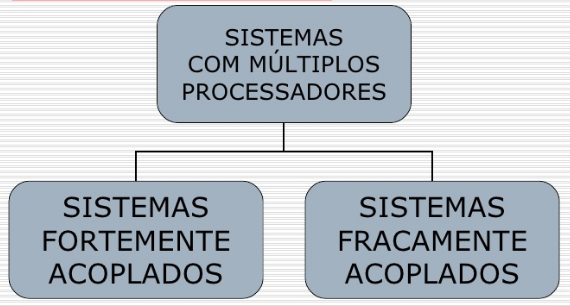 SISTEMAS
COM MÚLTIPLOS
PROCESSADORES
SISTEMAS
FORTEMENTE
ACOPLADOS
SISTEMAS
FRACAMENTE
ACOPLADOS